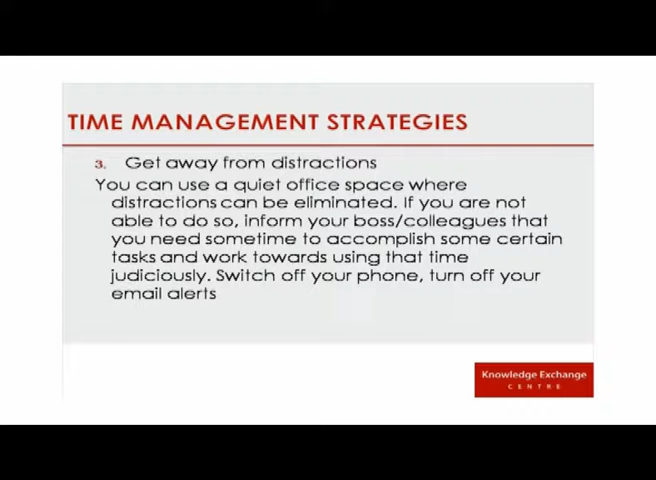 TIME MANAGEMENT STRATEGIES
3. Get away from distractions
You can use a quiet office space where
distractions can be eliminated. If you are not
able to do so, inform your boss/colleagues that
you need sometime to accomplish some certain
tasks and work towards using that time
judiciously. Switch off your phone, turn off your
email alerts
Knowledge Exchange
CENTRE